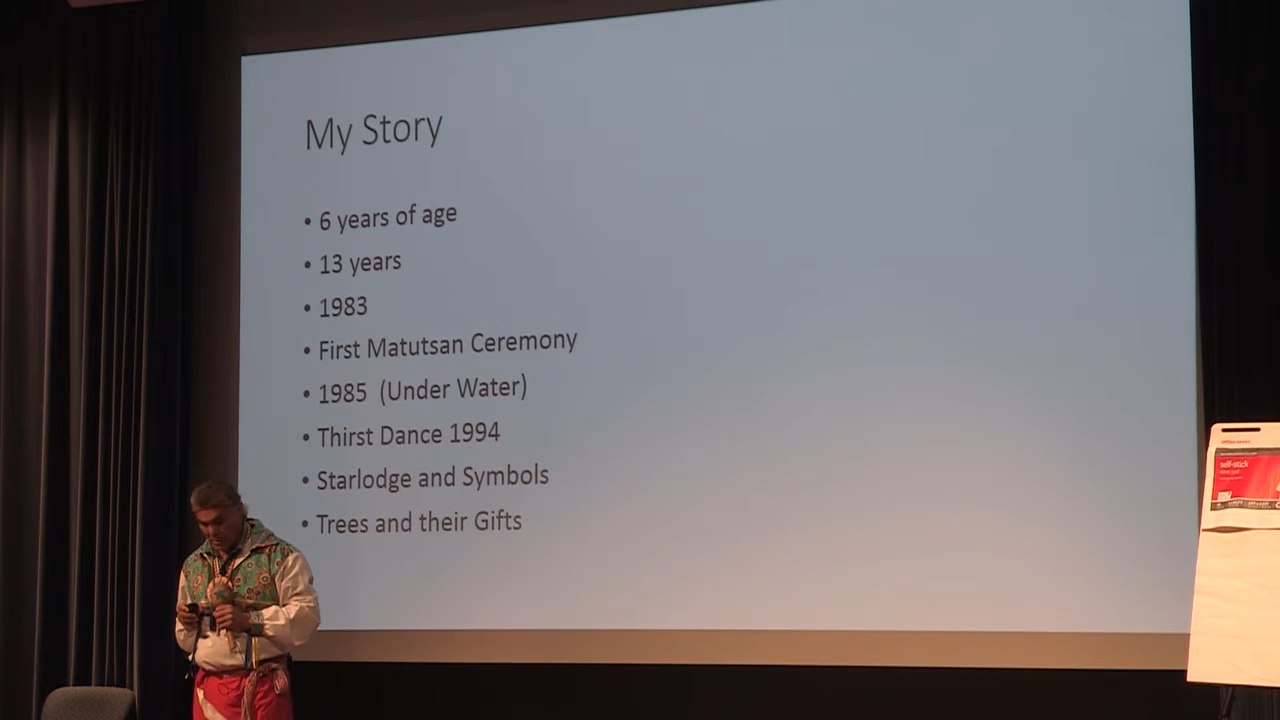 My Story
• 6 years of age
• 13 years
• 1983
• First Matutsan Ceremony
• 1985 (Under Water)
• Thirst Dance 1994
• Starlodge and Symbols
• Trees and their Gifts
self-stick